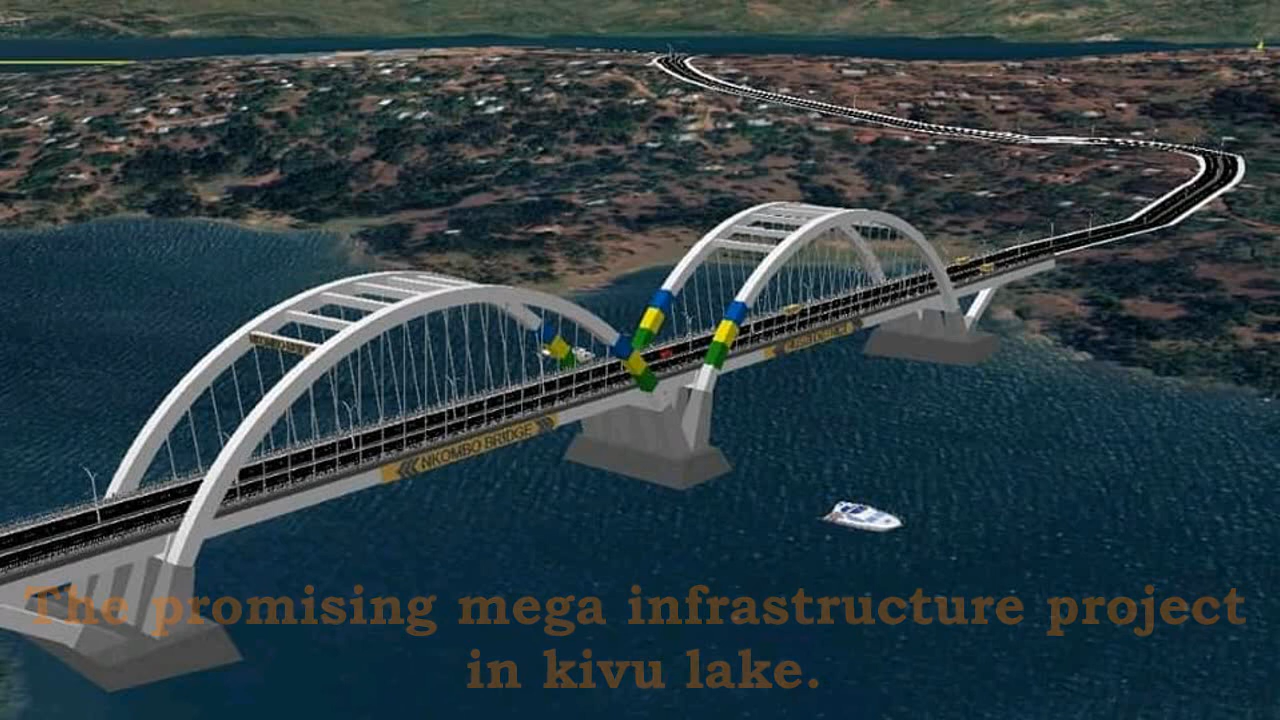 NKOMBO BRIDGE
The promising mega infrastructure project
in kivu lake.